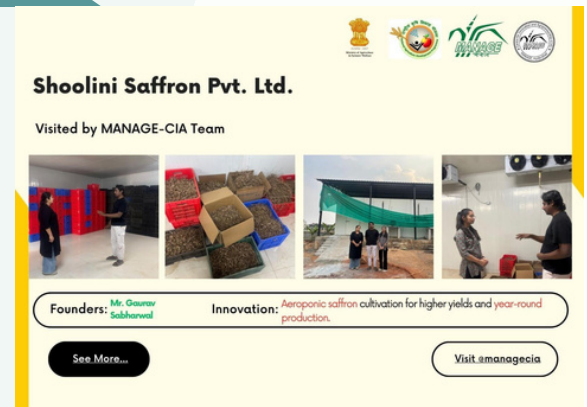 MANAGE
Shoolini Saffron Pvt. Ltd.
Visited by MANAGE-CIA Team
Founders: Mr. Gaurav
Sabharwal
Innovation: Aeroponic saffron cultivation for higher yields and year-round
production.
See More...
Visit @managecia